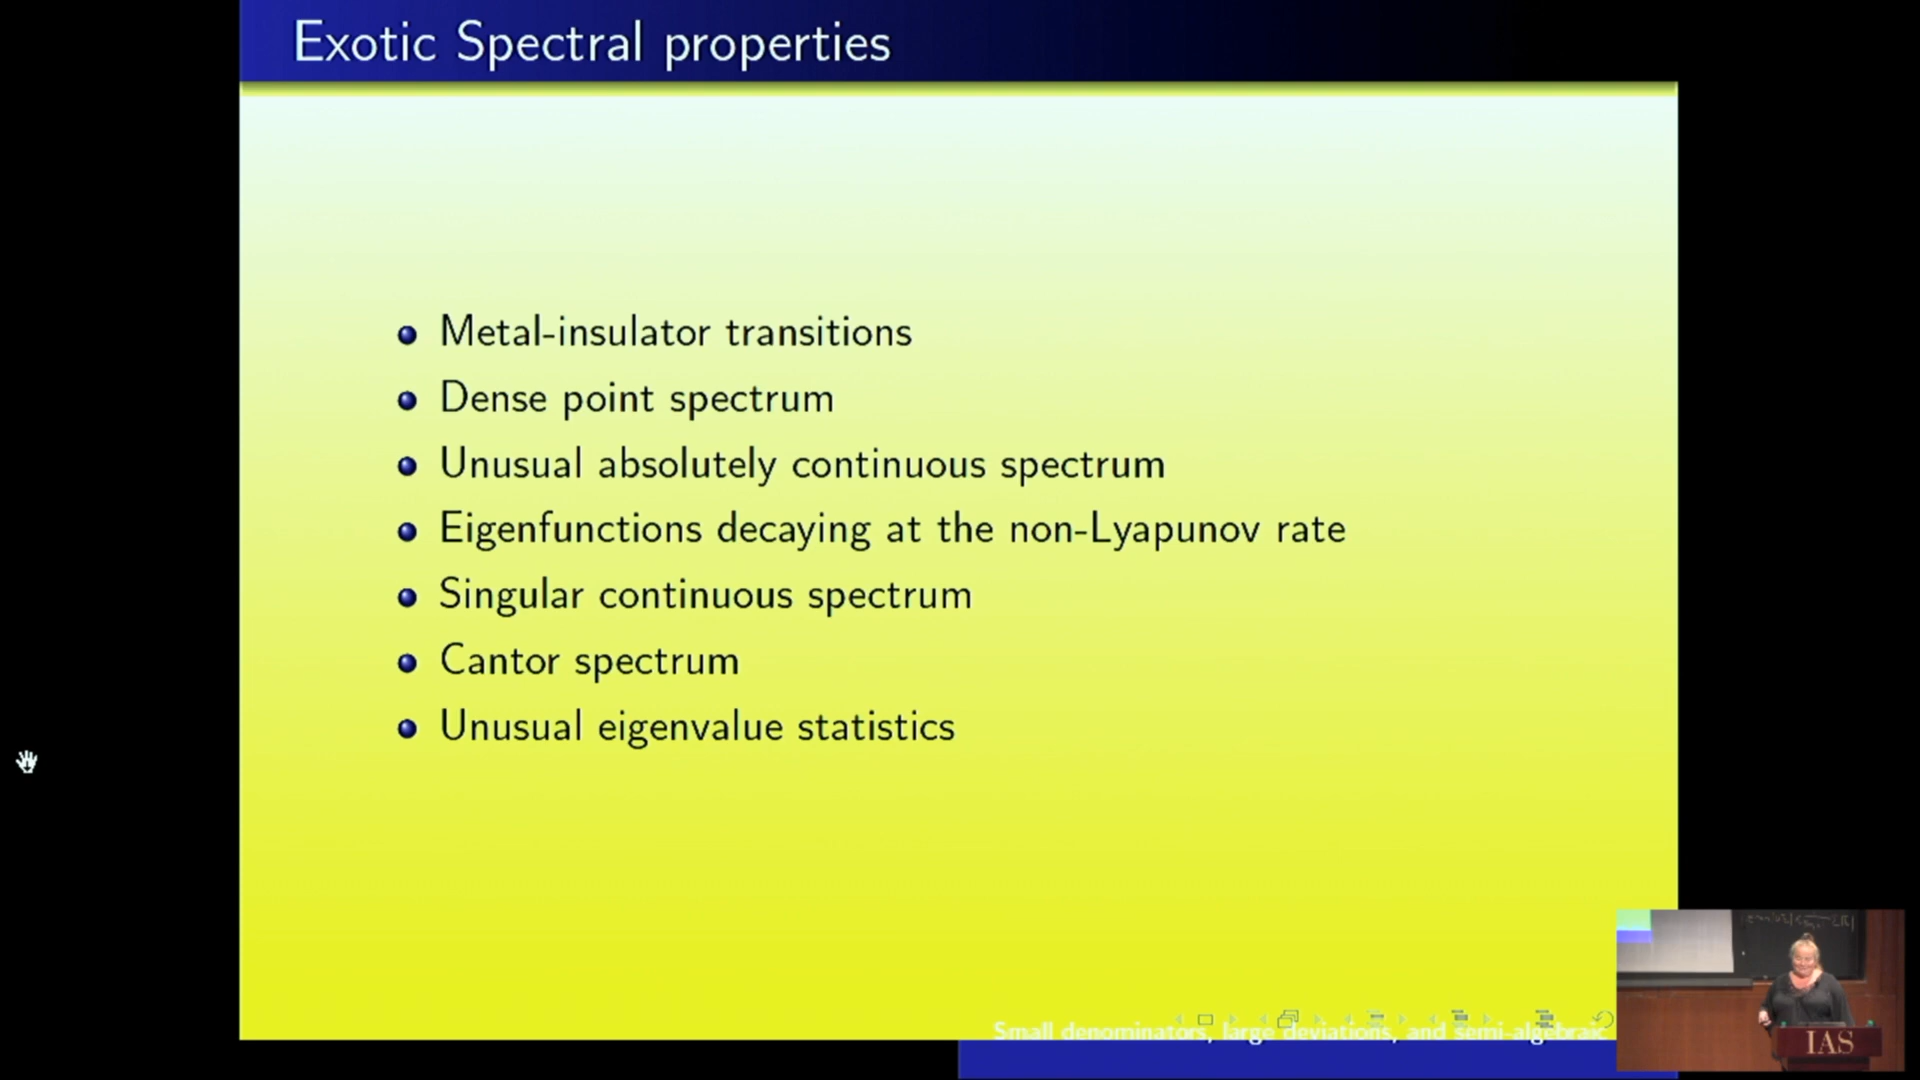 Exotic Spectral properties
Metal-insulator transitions
Dense point spectrum
Unusual absolutely continuous spectrum
Eigenfunctions decaying at the non-Lyapunov rate
Singular continuous spectrum
Cantor spectrum
Unusual eigenvalue statistics
Small denominators, large deviations, and semi-algebraic
IAS